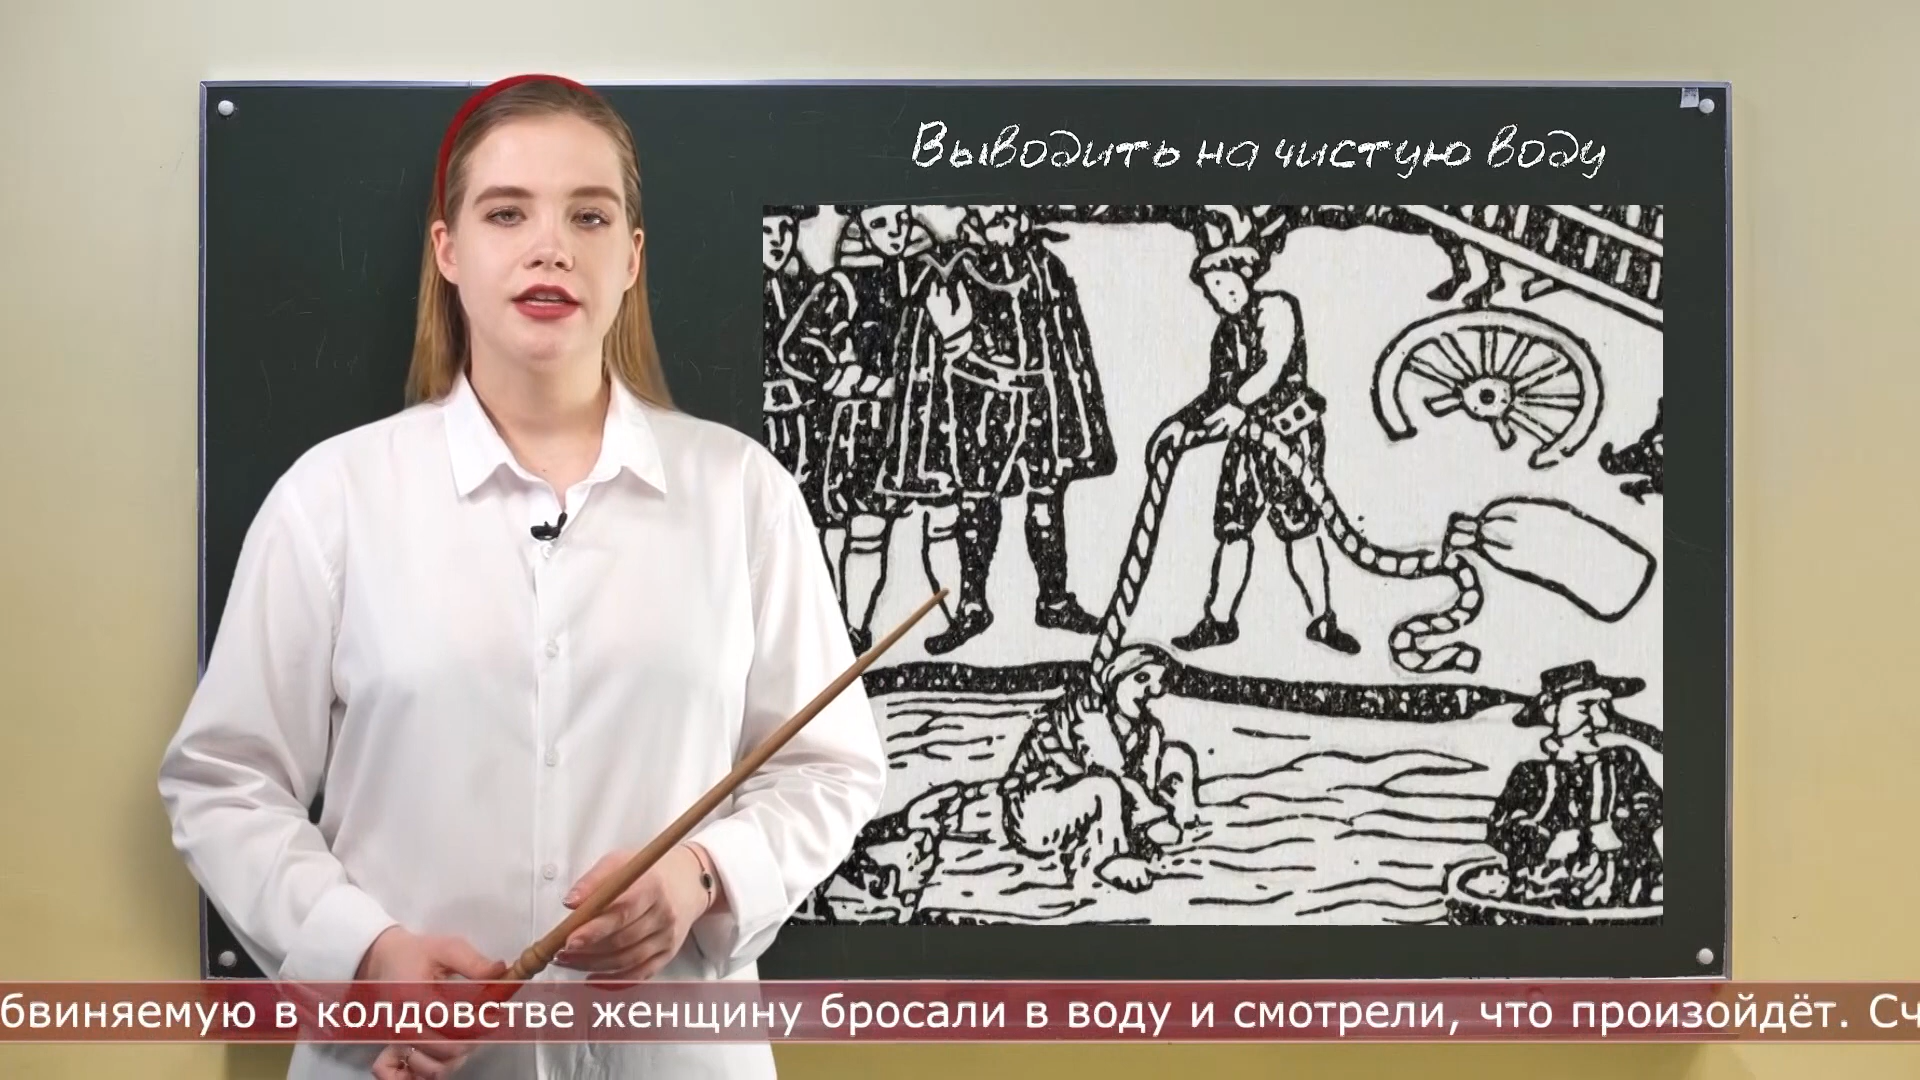 Выводить на чистую воду
бвиняемую в колдовстве женщину бросали в воду и смотрели, что произойдёт. Сч